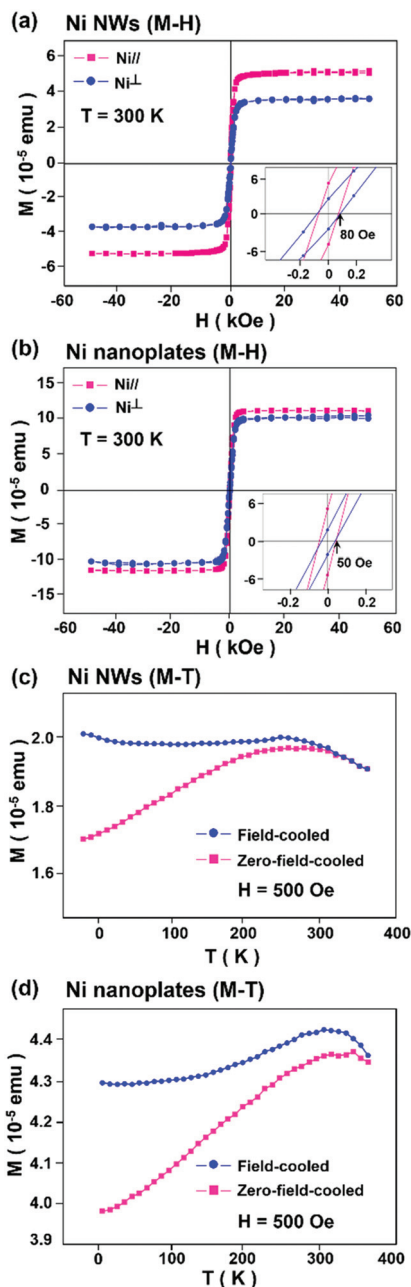 (a) Ni NWs (M-H)
M ( 10⁻⁵ emu)
6
4
2
0
-2
-4
-6
Ni//
Ni⊥
T = 300 K
6
0
-6
80 Oe
-0.2 0 0.2
-60 -40 -20 0 20 40 60
H ( kOe)
(b) Ni nanoplates (M-H)
M ( 10⁻⁵ emu)
15
10
5
0
-5
-10
-15
Ni//
Ni⊥
T = 300 K
6
0
-6
50 Oe
-0.2 0 0.2
-60 -40 -20 0 20 40 60
H ( kOe)
(c) Ni NWs (M-T)
M ( 10⁻⁵ emu)
2.0
1.8
1.6
Field-cooled
Zero-field-cooled
H = 500 Oe
0 100 200 300 400
T ( K )
(d) Ni nanoplates (M-T)
M ( 10⁻⁵ emu)
4.4
4.3
4.2
4.1
4.0
3.9
Field-cooled
Zero-field-cooled
H = 500 Oe
0 100 200 300 400
T ( K )